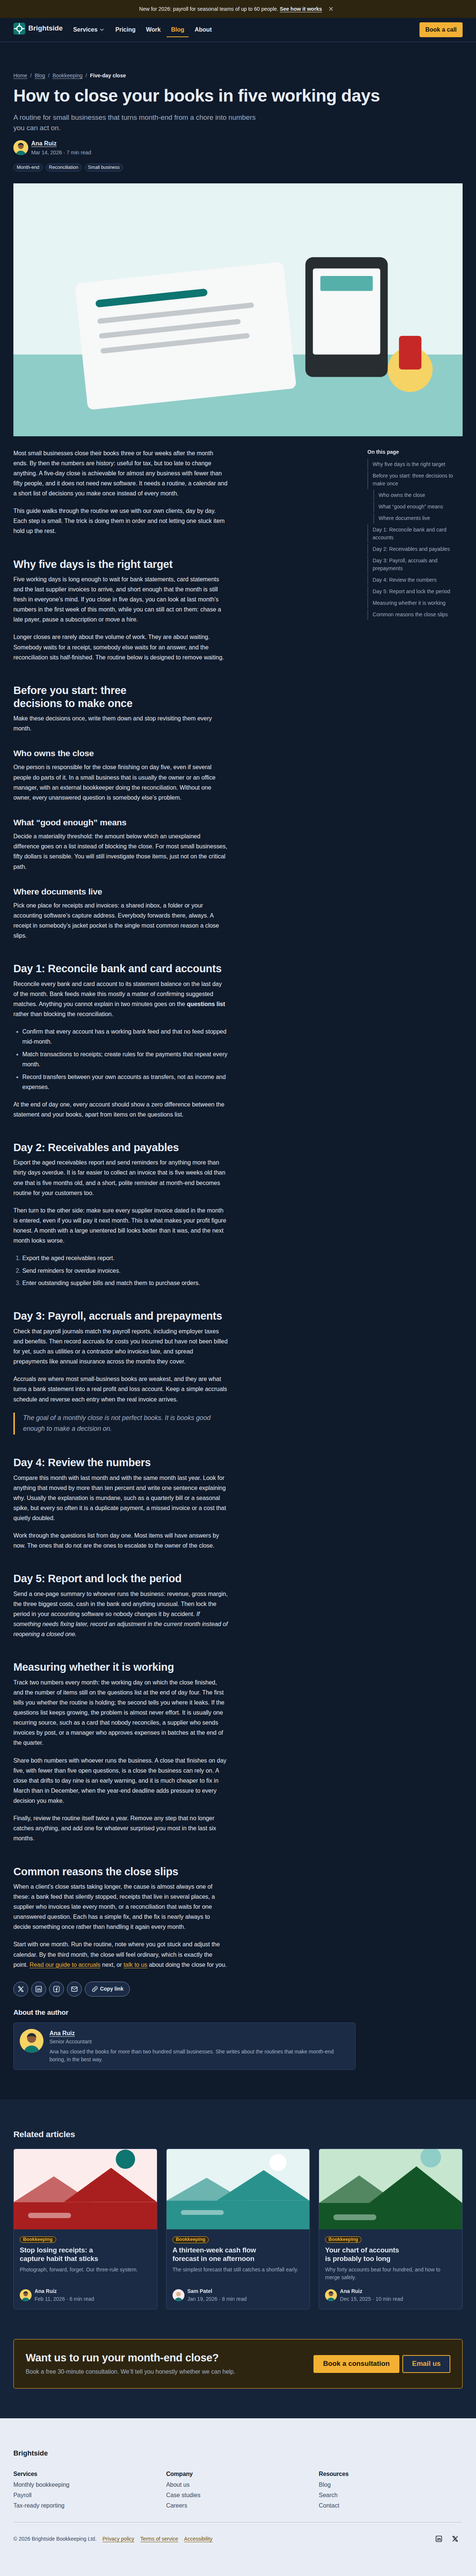 New for 2026: payroll for seasonal teams of up to 60 people. See how it works
Brightside
Services
Pricing
Work
Blog
About
Book a call
Home / Blog / Bookkeeping / Five-day close
How to close your books in five working days
A routine for small businesses that turns month-end from a chore into numbers
you can act on.
Ana Ruiz
Mar 14, 2026 · 7 min read
Month-end
Reconciliation
Small business
Most small businesses close their books three or four weeks after the month
ends. By then the numbers are history: useful for tax, but too late to change
anything. A five-day close is achievable for almost any business with fewer than
fifty people, and it does not need new software. It needs a routine, a calendar and
a short list of decisions you make once instead of every month.
This guide walks through the routine we use with our own clients, day by day.
Each step is small. The trick is doing them in order and not letting one stuck item
hold up the rest.
Why five days is the right target
Five working days is long enough to wait for bank statements, card statements
and the last supplier invoices to arrive, and short enough that the month is still
fresh in everyone's mind. If you close in five days, you can look at last month's
numbers in the first week of this month, while you can still act on them: chase a
late payer, pause a subscription or move a hire.
Longer closes are rarely about the volume of work. They are about waiting.
Somebody waits for a receipt, somebody else waits for an answer, and the
reconciliation sits half-finished. The routine below is designed to remove waiting.
Before you start: three
decisions to make once
Make these decisions once, write them down and stop revisiting them every
month.
Who owns the close
One person is responsible for the close finishing on day five, even if several
people do parts of it. In a small business that is usually the owner or an office
manager, with an external bookkeeper doing the reconciliation. Without one
owner, every unanswered question is somebody else's problem.
What “good enough” means
Decide a materiality threshold: the amount below which an unexplained
difference goes on a list instead of blocking the close. For most small businesses,
fifty dollars is sensible. You will still investigate those items, just not on the critical
path.
Where documents live
Pick one place for receipts and invoices: a shared inbox, a folder or your
accounting software's capture address. Everybody forwards there, always. A
receipt in somebody's jacket pocket is the single most common reason a close
slips.
Day 1: Reconcile bank and card accounts
Reconcile every bank and card account to its statement balance on the last day
of the month. Bank feeds make this mostly a matter of confirming suggested
matches. Anything you cannot explain in two minutes goes on the questions list
rather than blocking the reconciliation.
Confirm that every account has a working bank feed and that no feed stopped
mid-month.
Match transactions to receipts; create rules for the payments that repeat every
month.
Record transfers between your own accounts as transfers, not as income and
expenses.
At the end of day one, every account should show a zero difference between the
statement and your books, apart from items on the questions list.
Day 2: Receivables and payables
Export the aged receivables report and send reminders for anything more than
thirty days overdue. It is far easier to collect an invoice that is five weeks old than
one that is five months old, and a short, polite reminder at month-end becomes
routine for your customers too.
Then turn to the other side: make sure every supplier invoice dated in the month
is entered, even if you will pay it next month. This is what makes your profit figure
honest. A month with a large unentered bill looks better than it was, and the next
month looks worse.
1. Export the aged receivables report.
2. Send reminders for overdue invoices.
3. Enter outstanding supplier bills and match them to purchase orders.
Day 3: Payroll, accruals and prepayments
Check that payroll journals match the payroll reports, including employer taxes
and benefits. Then record accruals for costs you incurred but have not been billed
for yet, such as utilities or a contractor who invoices late, and spread
prepayments like annual insurance across the months they cover.
Accruals are where most small-business books are weakest, and they are what
turns a bank statement into a real profit and loss account. Keep a simple accruals
schedule and reverse each entry when the real invoice arrives.
The goal of a monthly close is not perfect books. It is books good
enough to make a decision on.
Day 4: Review the numbers
Compare this month with last month and with the same month last year. Look for
anything that moved by more than ten percent and write one sentence explaining
why. Usually the explanation is mundane, such as a quarterly bill or a seasonal
spike, but every so often it is a duplicate payment, a missed invoice or a cost that
quietly doubled.
Work through the questions list from day one. Most items will have answers by
now. The ones that do not are the ones to escalate to the owner of the close.
Day 5: Report and lock the period
Send a one-page summary to whoever runs the business: revenue, gross margin,
the three biggest costs, cash in the bank and anything unusual. Then lock the
period in your accounting software so nobody changes it by accident. If
something needs fixing later, record an adjustment in the current month instead of
reopening a closed one.
Measuring whether it is working
Track two numbers every month: the working day on which the close finished,
and the number of items still on the questions list at the end of day four. The first
tells you whether the routine is holding; the second tells you where it leaks. If the
questions list keeps growing, the problem is almost never effort. It is usually one
recurring source, such as a card that nobody reconciles, a supplier who sends
invoices by post, or a manager who approves expenses in batches at the end of
the quarter.
Share both numbers with whoever runs the business. A close that finishes on day
five, with fewer than five open questions, is a close the business can rely on. A
close that drifts to day nine is an early warning, and it is much cheaper to fix in
March than in December, when the year-end deadline adds pressure to every
decision you make.
Finally, review the routine itself twice a year. Remove any step that no longer
catches anything, and add one for whatever surprised you most in the last six
months.
Common reasons the close slips
When a client's close starts taking longer, the cause is almost always one of
these: a bank feed that silently stopped, receipts that live in several places, a
supplier who invoices late every month, or a reconciliation that waits for one
unanswered question. Each has a simple fix, and the fix is nearly always to
decide something once rather than handling it again every month.
Start with one month. Run the routine, note where you got stuck and adjust the
calendar. By the third month, the close will feel ordinary, which is exactly the
point. Read our guide to accruals next, or talk to us about doing the close for you.
Copy link
About the author
Ana Ruiz
Senior Accountant
Ana has closed the books for more than two hundred small businesses. She writes about the routines that make month-end
boring, in the best way.
On this page
Why five days is the right target
Before you start: three decisions to
make once
Who owns the close
What “good enough” means
Where documents live
Day 1: Reconcile bank and card
accounts
Day 2: Receivables and payables
Day 3: Payroll, accruals and
prepayments
Day 4: Review the numbers
Day 5: Report and lock the period
Measuring whether it is working
Common reasons the close slips
Related articles
Bookkeeping
Stop losing receipts: a
capture habit that sticks
Photograph, forward, forget. Our three-rule system.
Ana Ruiz
Feb 11, 2026 · 6 min read
Bookkeeping
A thirteen-week cash flow
forecast in one afternoon
The simplest forecast that still catches a shortfall early.
Sam Patel
Jan 19, 2026 · 8 min read
Bookkeeping
Your chart of accounts
is probably too long
Why forty accounts beat four hundred, and how to
merge safely.
Ana Ruiz
Dec 15, 2025 · 10 min read
Want us to run your month-end close?
Book a free 30-minute consultation. We'll tell you honestly whether we can help.
Book a consultation
Email us
Brightside
Services
Monthly bookkeeping
Payroll
Tax-ready reporting
Company
About us
Case studies
Careers
Resources
Blog
Search
Contact
© 2026 Brightside Bookkeeping Ltd.
Privacy policy
Terms of service
Accessibility